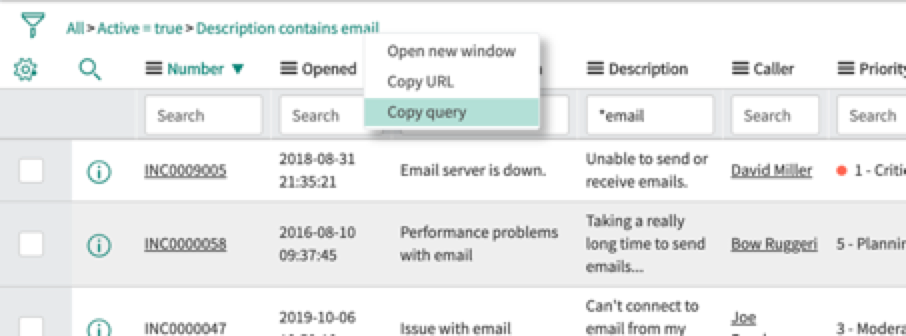 All > Active = true > Description contains email
Open new window
Copy URL
Copy query
Number ▼ Opened Description Caller Priority
Search Search *email Search Search
INC0009005 2018-08-31 21:35:21 Email server is down. Unable to send or receive emails. David Miller 1 - Criti
INC0000058 2016-08-10 09:37:45 Performance problems with email Taking a really long time to send emails... Bow Ruggeri 5 - Plannin
INC0000047 2019-10-06 Issue with email Can't connect to email from my Joe 3 - Modera